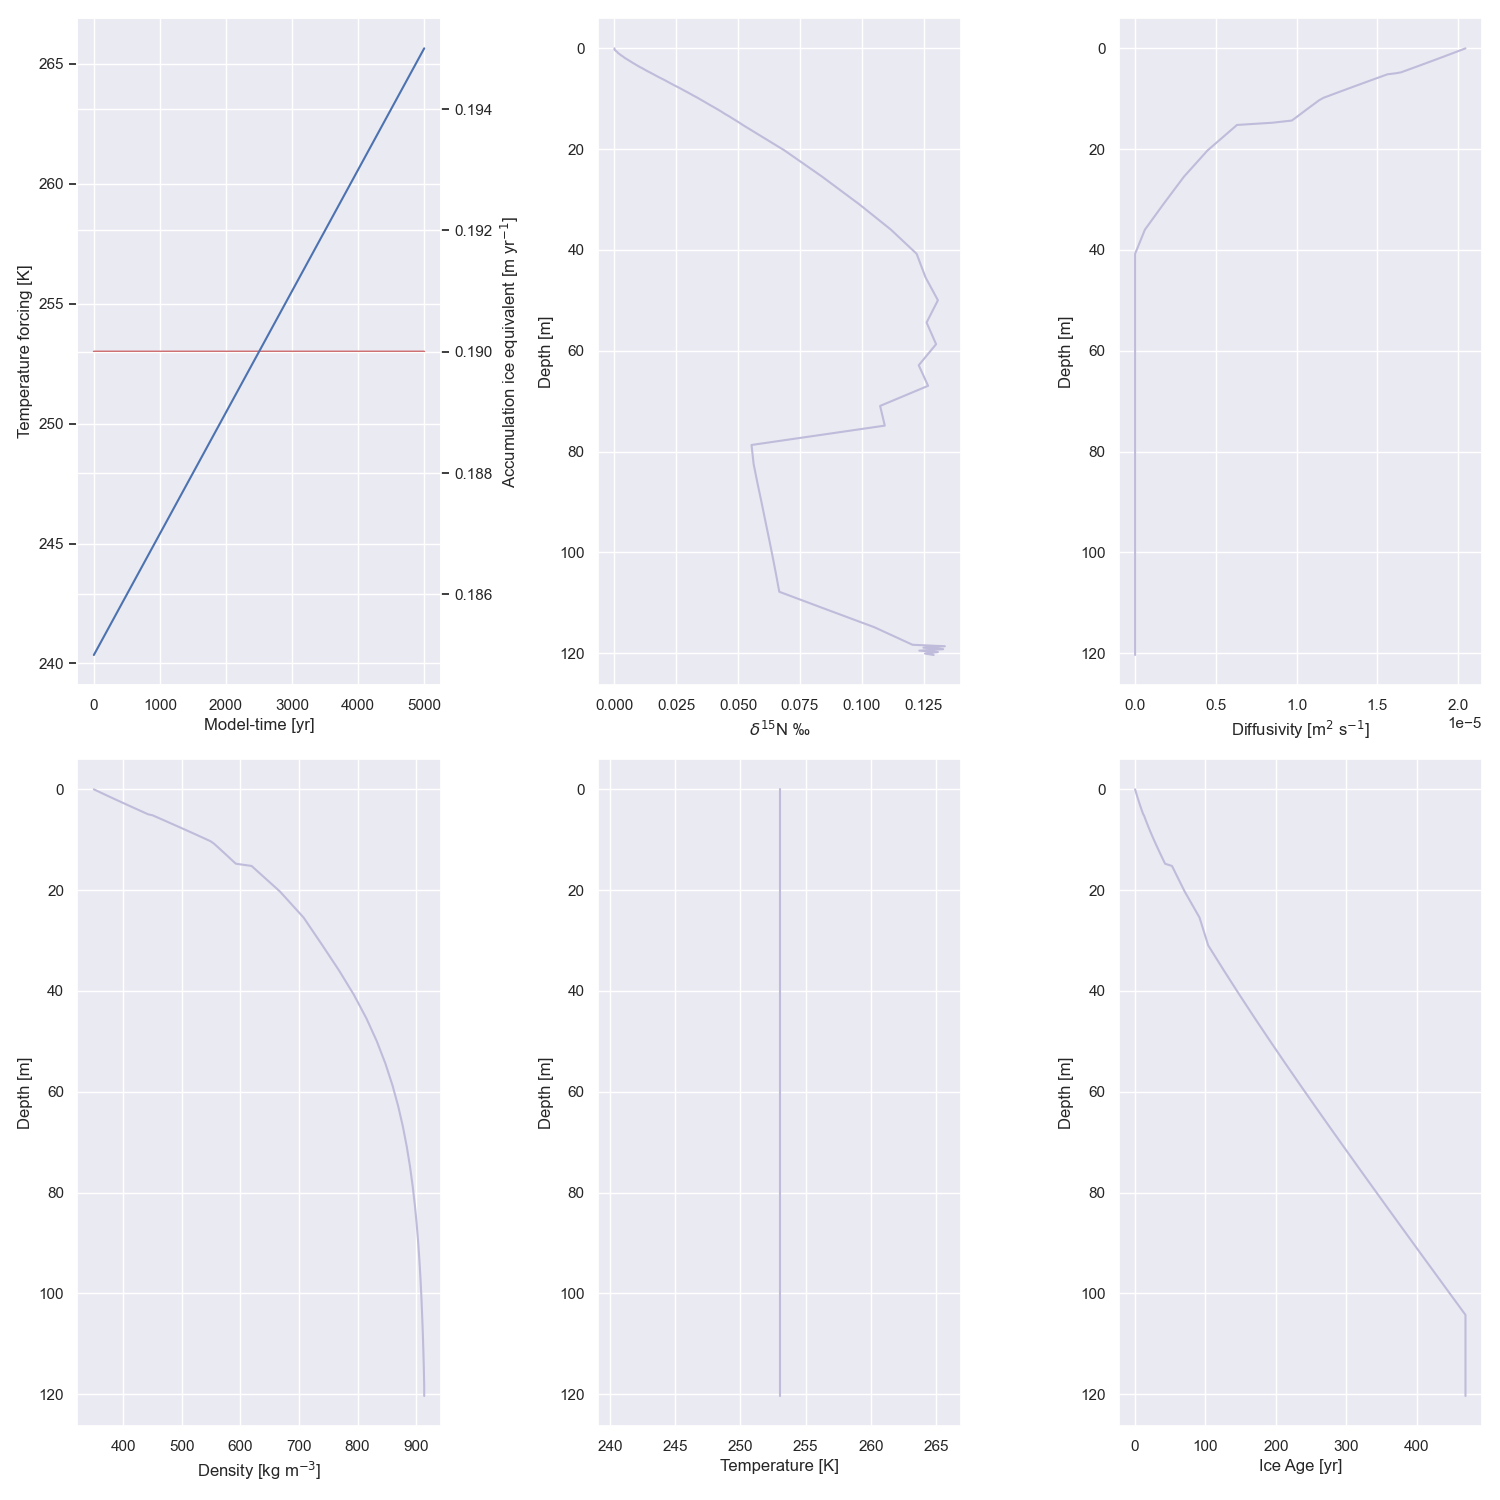 265
260
255
250
245
240
Temperature forcing [K]
0 1000 2000 3000 4000 5000
Model-time [yr]
0.194
0.192
0.190
0.188
0.186
Accumulation ice equivalent [m yr⁻¹]
0
20
40
60
80
100
120
Depth [m]
0.000 0.025 0.050 0.075 0.100 0.125
δ¹⁵N ‰
0
20
40
60
80
100
120
Depth [m]
0.0 0.5 1.0 1.5 2.0
1e−5
Diffusivity [m² s⁻¹]
0
20
40
60
80
100
120
Depth [m]
400 500 600 700 800 900
Density [kg m⁻³]
0
20
40
60
80
100
120
Depth [m]
240 245 250 255 260 265
Temperature [K]
0
20
40
60
80
100
120
Depth [m]
0 100 200 300 400
Ice Age [yr]